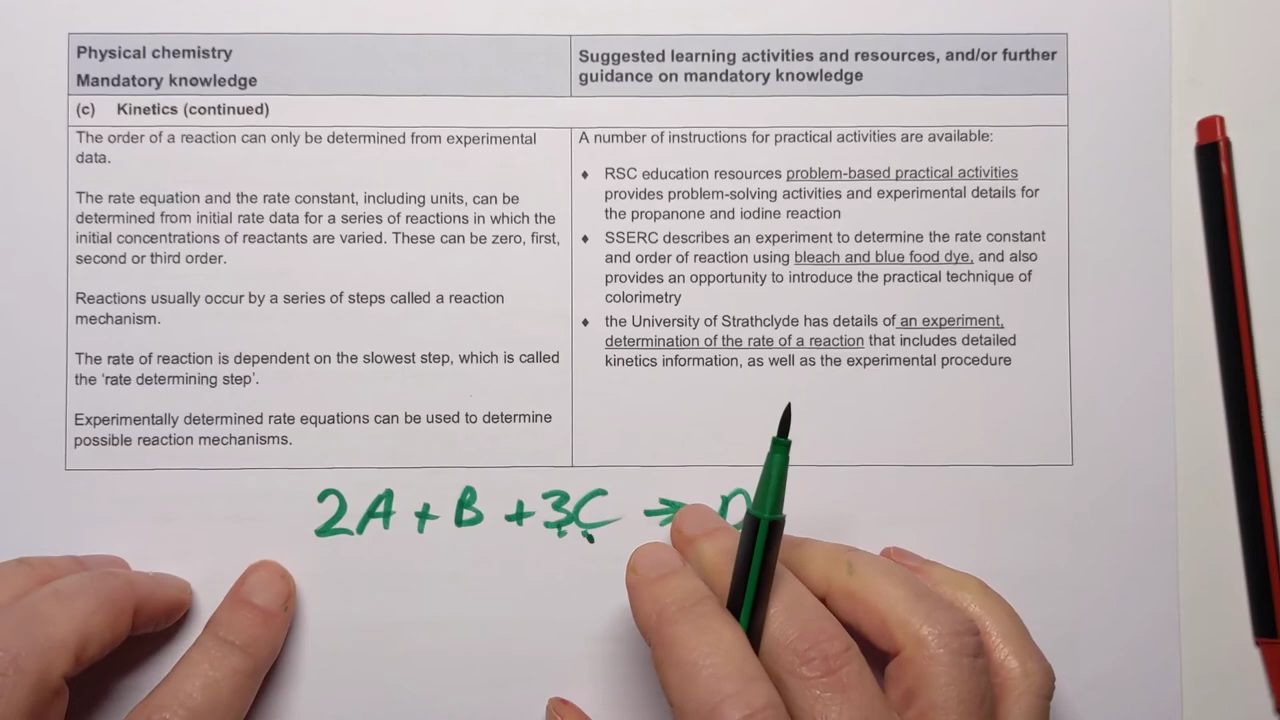 Physical chemistry
Mandatory knowledge
Suggested learning activities and resources, and/or further
guidance on mandatory knowledge
(c) Kinetics (continued)
The order of a reaction can only be determined from experimental
data.
The rate equation and the rate constant, including units, can be
determined from initial rate data for a series of reactions in which the
initial concentrations of reactants are varied. These can be zero, first,
second or third order.
Reactions usually occur by a series of steps called a reaction
mechanism.
The rate of reaction is dependent on the slowest step, which is called
the ‘rate determining step’.
Experimentally determined rate equations can be used to determine
possible reaction mechanisms.
A number of instructions for practical activities are available:
♦ RSC education resources problem-based practical activities
provides problem-solving activities and experimental details for
the propanone and iodine reaction
♦ SSERC describes an experiment to determine the rate constant
and order of reaction using bleach and blue food dye, and also
provides an opportunity to introduce the practical technique of
colorimetry
♦ the University of Strathclyde has details of an experiment,
determination of the rate of a reaction that includes detailed
kinetics information, as well as the experimental procedure
2A + B + 3C →